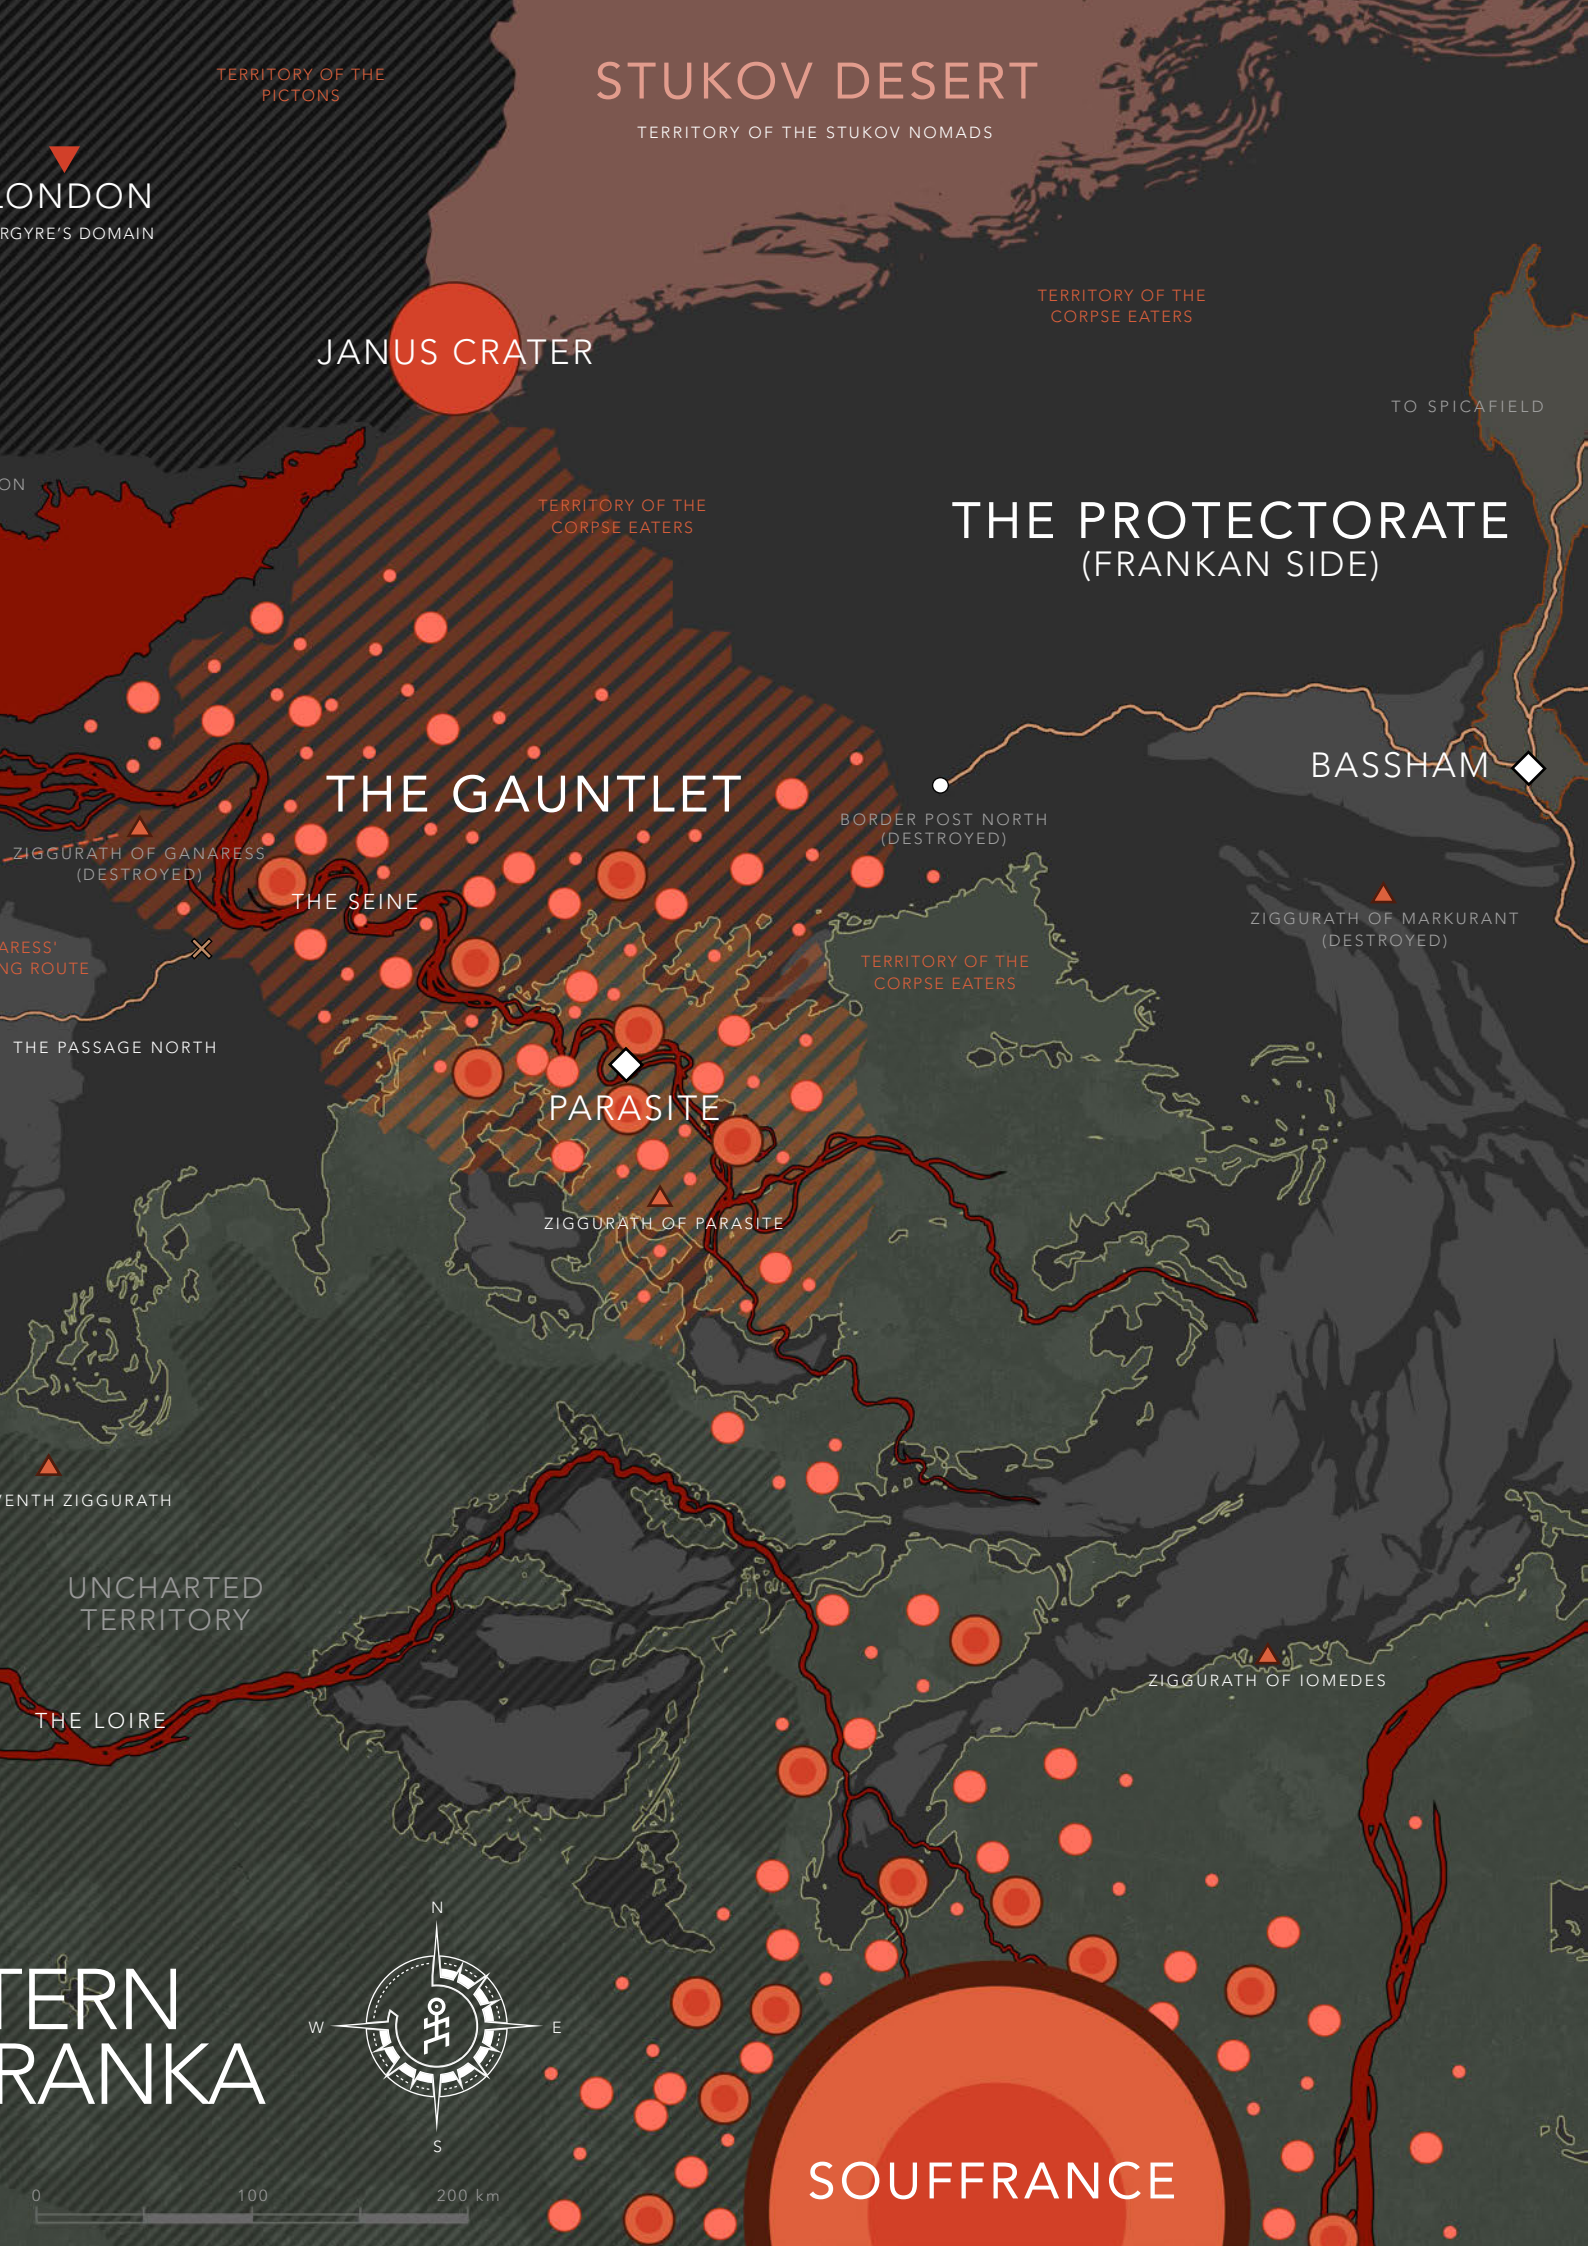 TERRITORY OF THE
PICTONS
STUKOV DESERT
TERRITORY OF THE STUKOV NOMADS
LONDON
RGYRE'S DOMAIN
JANUS CRATER
TERRITORY OF THE
CORPSE EATERS
TO SPICAFIELD
ON
TERRITORY OF THE
CORPSE EATERS
THE PROTECTORATE
(FRANKAN SIDE)
THE GAUNTLET
BASSHAM
BORDER POST NORTH
(DESTROYED)
ZIGGURATH OF GANARESS
(DESTROYED)
THE SEINE
ZIGGURATH OF MARKURANT
(DESTROYED)
ARESS'
NG ROUTE
TERRITORY OF THE
CORPSE EATERS
THE PASSAGE NORTH
PARASITE
ZIGGURATH OF PARASITE
VENTH ZIGGURATH
UNCHARTED
TERRITORY
ZIGGURATH OF IOMEDES
THE LOIRE
N
W
E
S
TERN
RANKA
SOUFFRANCE
0 100 200 km